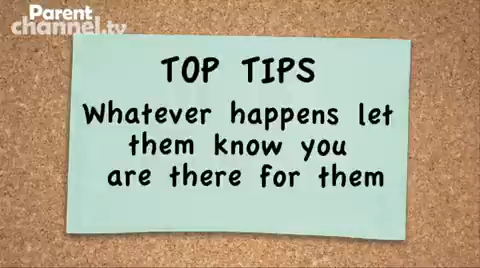 Parent
channel.tv
TOP TIPS
Whatever happens let
them know you
are there for them